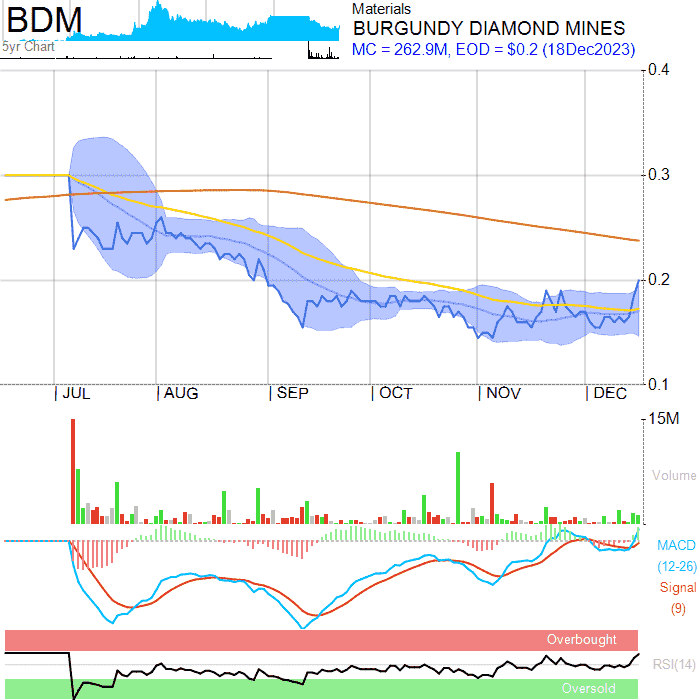 BDM
5yr Chart
Materials
BURGUNDY DIAMOND MINES
MC = 262.9M, EOD = $0.2 (18Dec2023)
0.4
0.3
0.2
0.1
JUL AUG SEP OCT NOV DEC
15M
Volume
MACD
(12-26)
Signal
(9)
Overbought
RSI(14)
Oversold